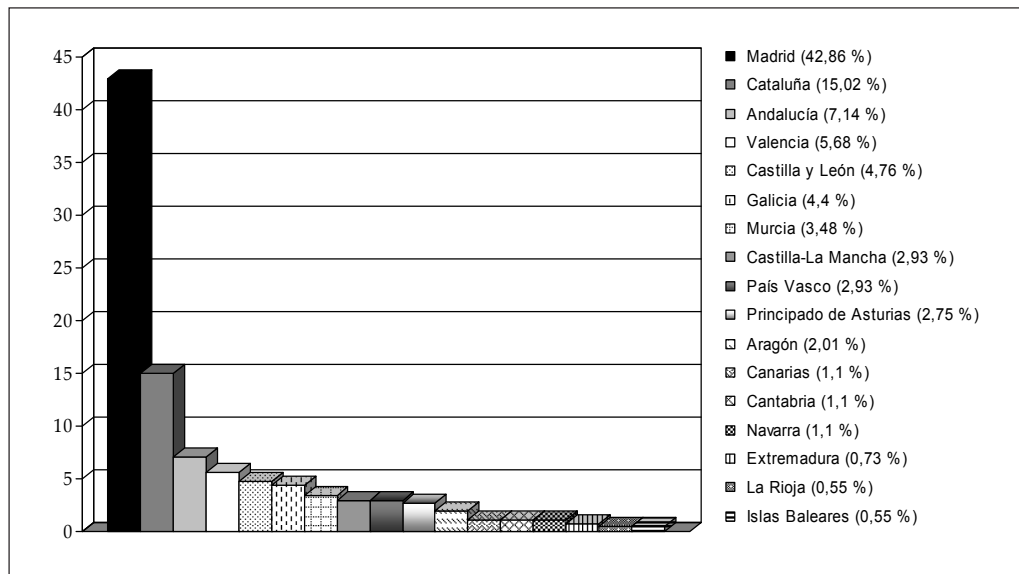 45
40
35
30
25
20
15
10
5
0
Madrid (42,86 %)
Cataluña (15,02 %)
Andalucía (7,14 %)
Valencia (5,68 %)
Castilla y León (4,76 %)
Galicia (4,4 %)
Murcia (3,48 %)
Castilla-La Mancha (2,93 %)
País Vasco (2,93 %)
Principado de Asturias (2,75 %)
Aragón (2,01 %)
Canarias (1,1 %)
Cantabria (1,1 %)
Navarra (1,1 %)
Extremadura (0,73 %)
La Rioja (0,55 %)
Islas Baleares (0,55 %)